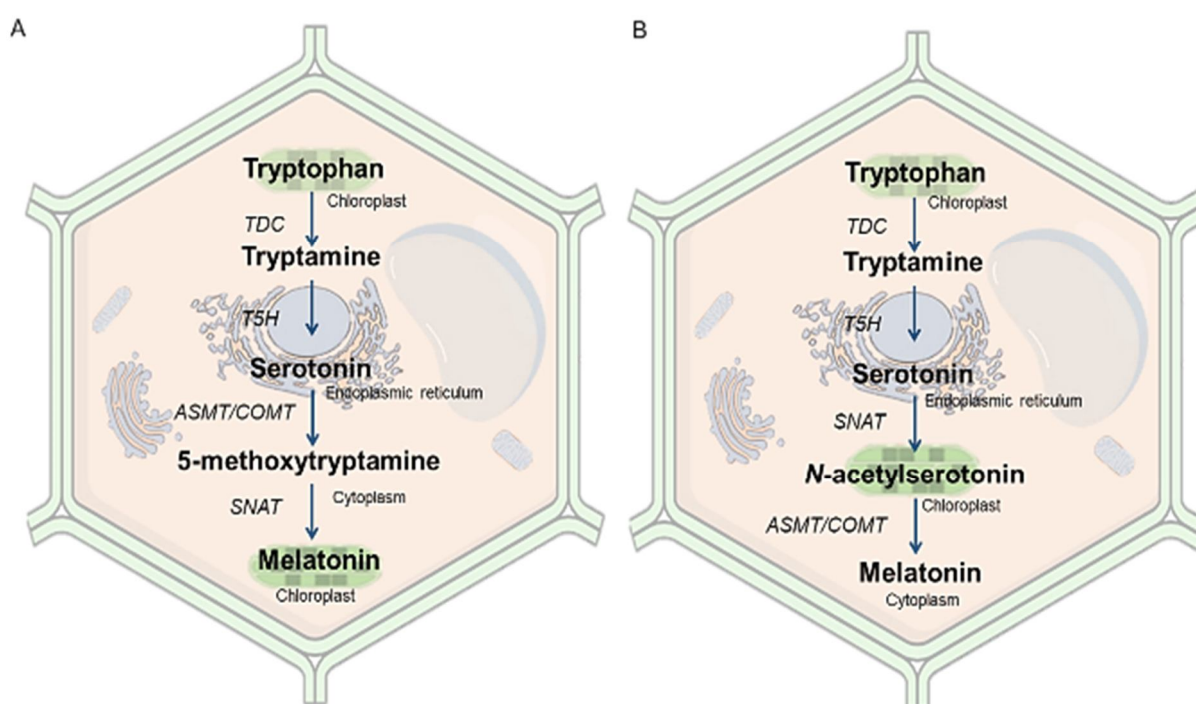 A
Tryptophan
Chloroplast
TDC
Tryptamine
T5H
Serotonin
Endoplasmic reticulum
ASMT/COMT
5-methoxytryptamine
Cytoplasm
SNAT
Melatonin
Chloroplast
B
Tryptophan
Chloroplast
TDC
Tryptamine
T5H
Serotonin
Endoplasmic reticulum
SNAT
N-acetylserotonin
Chloroplast
ASMT/COMT
Melatonin
Cytoplasm